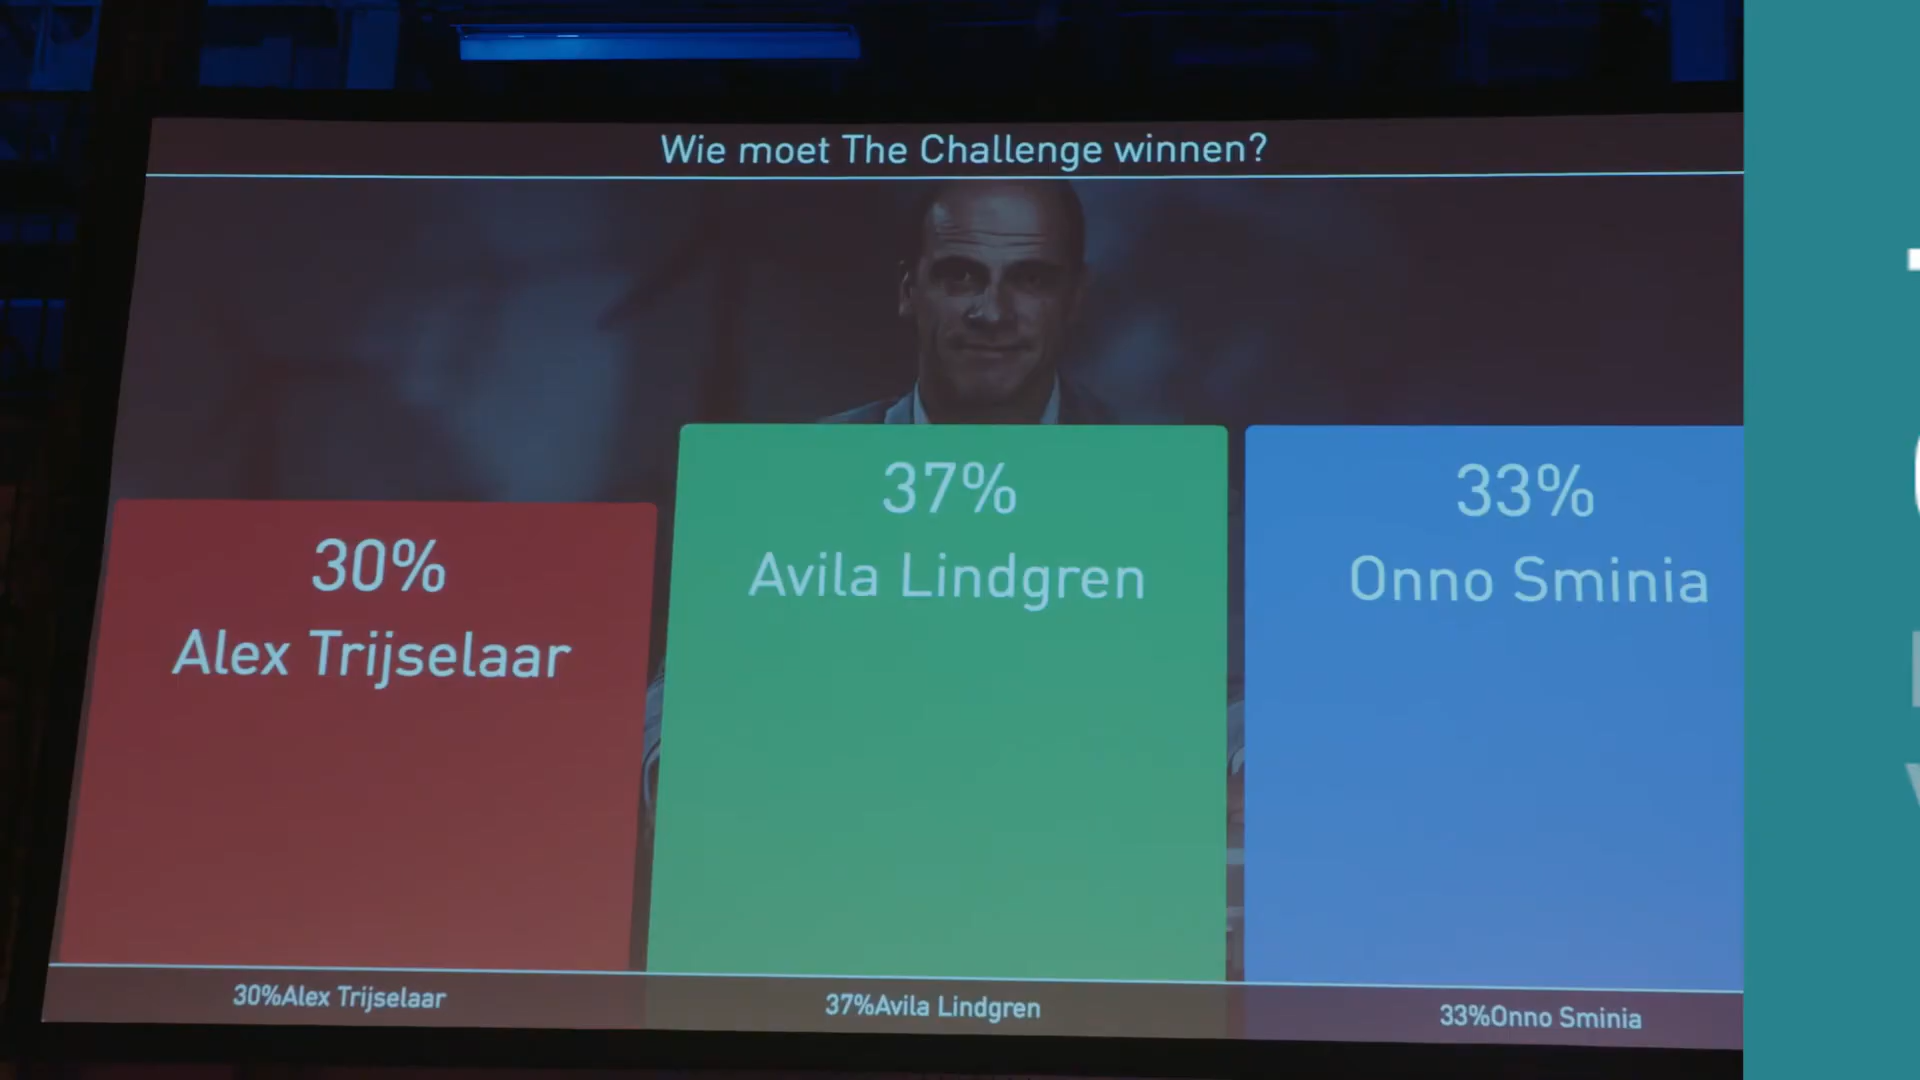 Wie moet The Challenge winnen?
37%
Avila Lindgren
33%
Onno Sminia
30%
Alex Trijselaar
30%Alex Trijselaar
37%Avila Lindgren
33%Onno Sminia